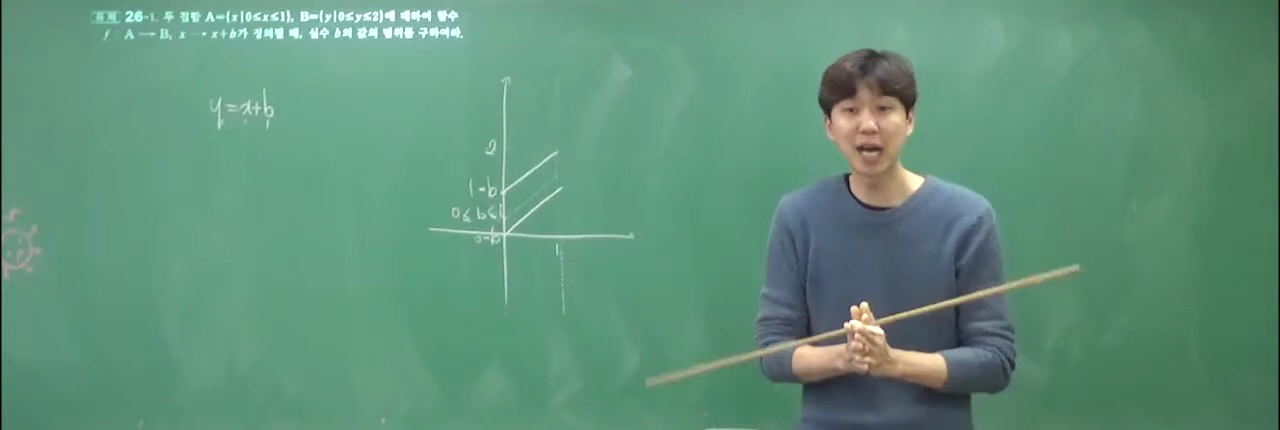 유제 26-1. 두 집합 A={x|0≤x≤1}, B={y|0≤y≤2}에 대하여 함수
f : A → B, x → x+b가 정의될 때, 실수 b의 값의 범위를 구하여라.
y=x+b
2
1=b
0≤b≤1
0=b
1